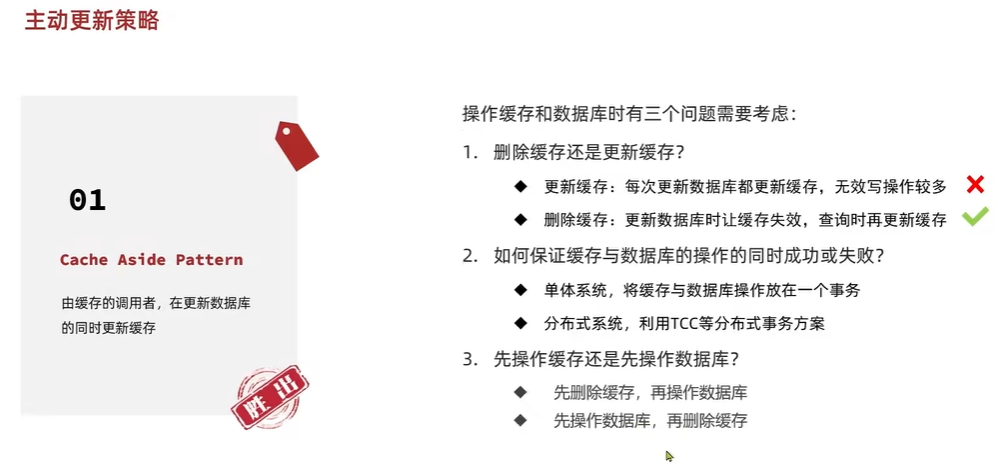 主动更新策略
01
Cache Aside Pattern
由缓存的调用者，在更新数据库
的同时更新缓存
胜出
操作缓存和数据库时有三个问题需要考虑：
1. 删除缓存还是更新缓存？
◆ 更新缓存：每次更新数据库都更新缓存，无效写操作较多
◆ 删除缓存：更新数据库时让缓存失效，查询时再更新缓存
2. 如何保证缓存与数据库的操作的同时成功或失败？
◆ 单体系统，将缓存与数据库操作放在一个事务
◆ 分布式系统，利用TCC等分布式事务方案
3. 先操作缓存还是先操作数据库？
◆ 先删除缓存，再操作数据库
◆ 先操作数据库，再删除缓存